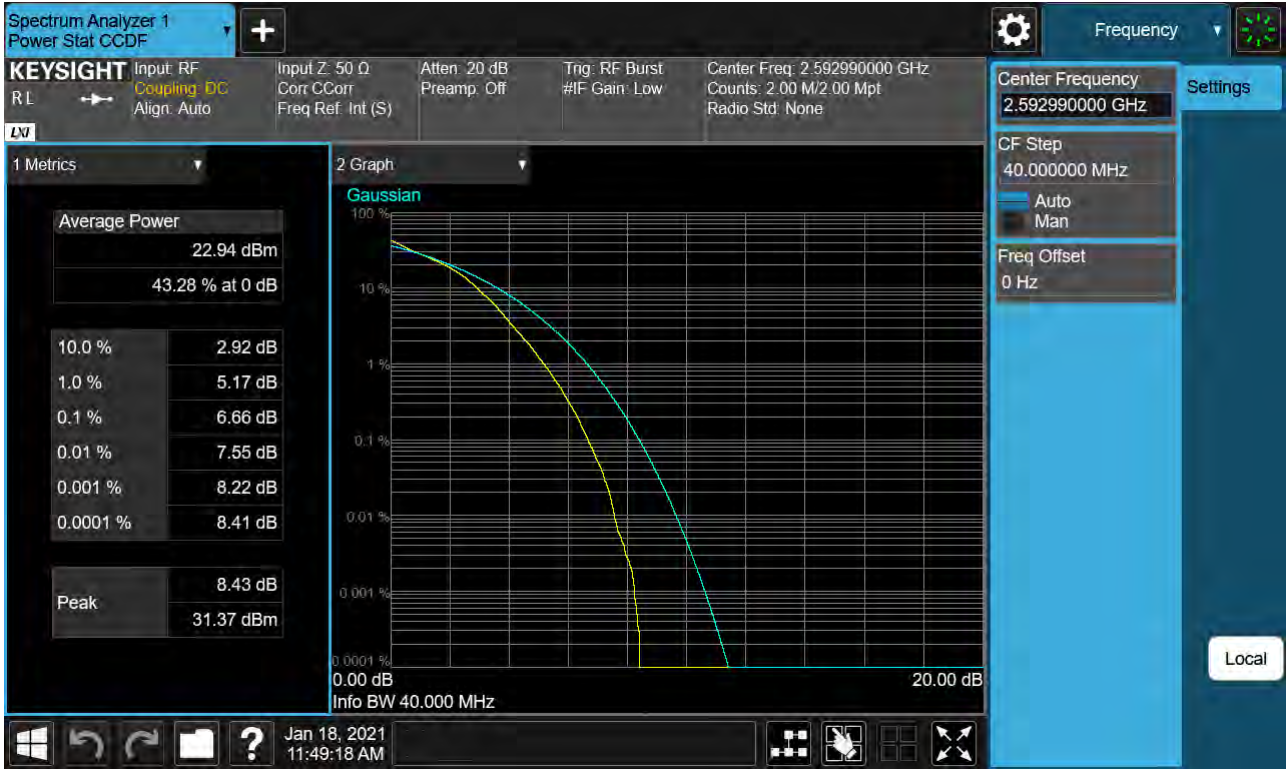 Spectrum Analyzer 1
Power Stat CCDF
+
Frequency
KEYSIGHT
R L
LXI
Input: RF
Coupling: DC
Align: Auto
Input Z: 50 Ω
Corr CCorr
Freq Ref: Int (S)
Atten: 20 dB
Preamp: Off
Trig: RF Burst
#IF Gain: Low
Center Freq: 2.592990000 GHz
Counts: 2.00 M/2.00 Mpt
Radio Std: None
Center Frequency
2.592990000 GHz
Settings
CF Step
40.000000 MHz
Auto
Man
Freq Offset
0 Hz
Local
1 Metrics
Average Power
22.94 dBm
43.28 % at 0 dB
10.0 % 2.92 dB
1.0 % 5.17 dB
0.1 % 6.66 dB
0.01 % 7.55 dB
0.001 % 8.22 dB
0.0001 % 8.41 dB
Peak
8.43 dB
31.37 dBm
2 Graph
Gaussian
100 %
10 %
1 %
0.1 %
0.01 %
0.001 %
0.0001 %
0.00 dB 20.00 dB
Info BW 40.000 MHz
?
Jan 18, 2021
11:49:18 AM